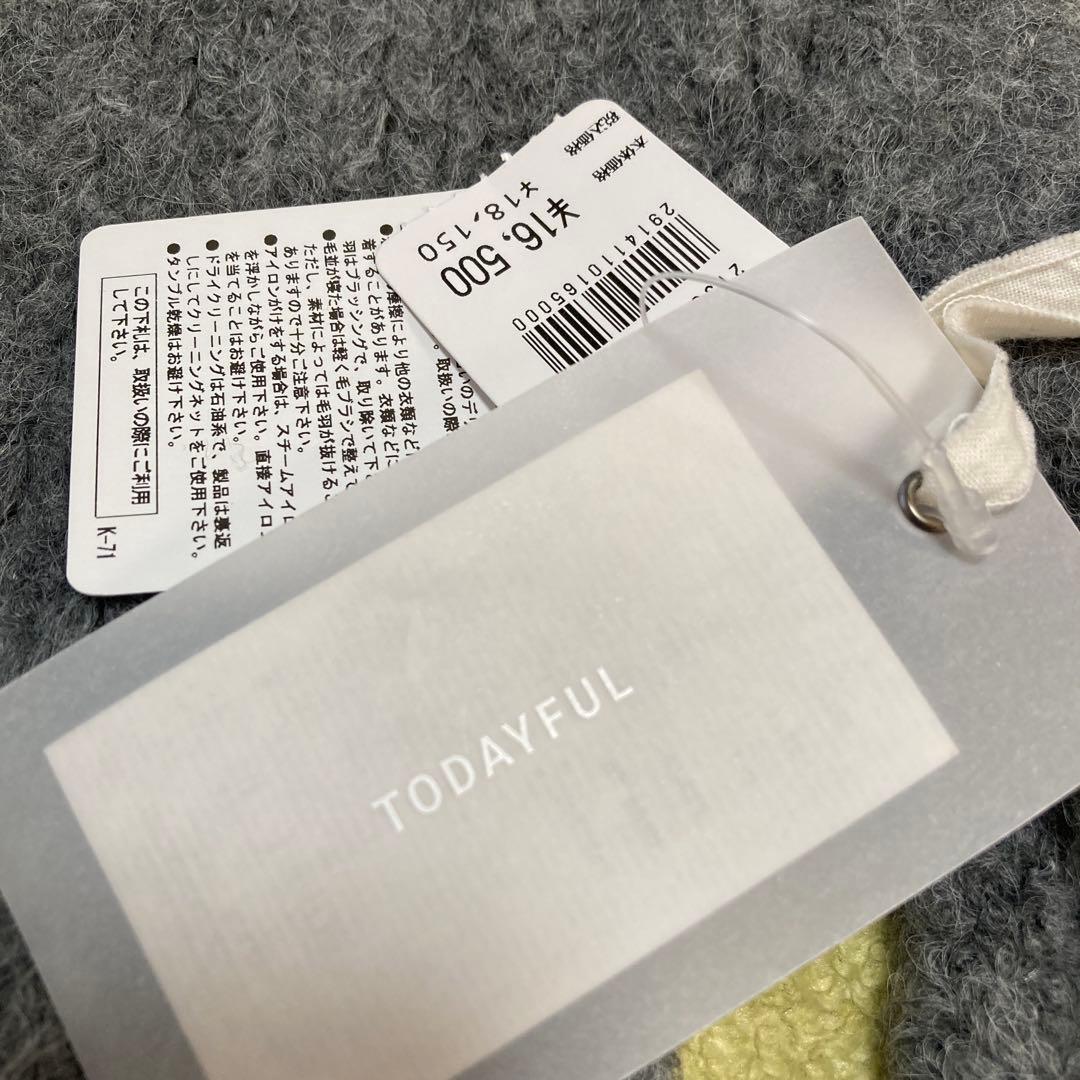 TODAYFUL
本体価格
¥16,500
税込価格
¥18,150
2914110165000
着することがあります。衣類などに
羽はブラッシングで、取り除いて下
●毛並が寝た場合は軽く毛ブラシで整えて
ただし、素材によっては毛羽が抜けるこ
ありますので十分ご注意下さい。
●アイロンがけをする場合は、スチームアイロ
を浮かしながらご使用下さい。直接アイロン
を当てることはお避け下さい。
●ドライクリーニングは石油系で、製品は裏返
しにしてクリーニングネットをご使用下さい。
●タンブル乾燥はお避け下さい。
この下札は、取扱いの際にご利用
して下さい。
K-71